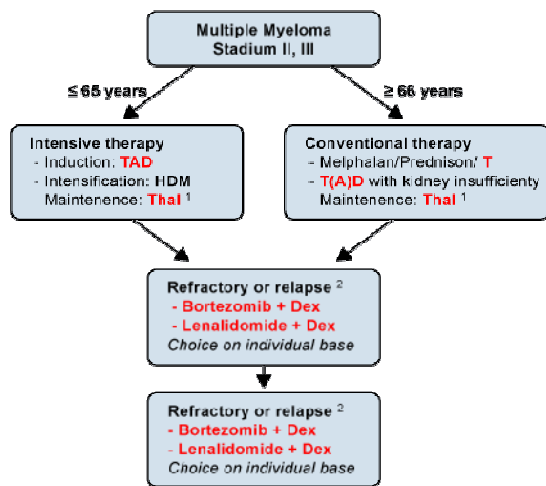 Multiple Myeloma
Stadium II, III
≤ 65 years
≥ 66 years
Intensive therapy
- Induction: TAD
- Intensification: HDM
Maintenence: Thal 1
Conventional therapy
- Melphalan/Prednison/ T
- T(A)D with kidney insufficienty
Maintenence: Thal 1
Refractory or relapse 2
- Bortezomib + Dex
- Lenalidomide + Dex
Choice on individual base
Refractory or relapse 2
- Bortezomib + Dex
- Lenalidomide + Dex
Choice on individual base